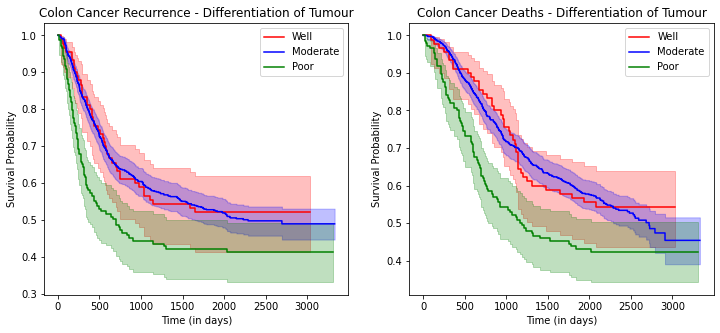 Colon Cancer Recurrence - Differentiation of Tumour
Survival Probability
1.0
0.9
0.8
0.7
0.6
0.5
0.4
0.3
Well
Moderate
Poor
0 500 1000 1500 2000 2500 3000
Time (in days)
Colon Cancer Deaths - Differentiation of Tumour
Survival Probability
1.0
0.9
0.8
0.7
0.6
0.5
0.4
Well
Moderate
Poor
0 500 1000 1500 2000 2500 3000
Time (in days)